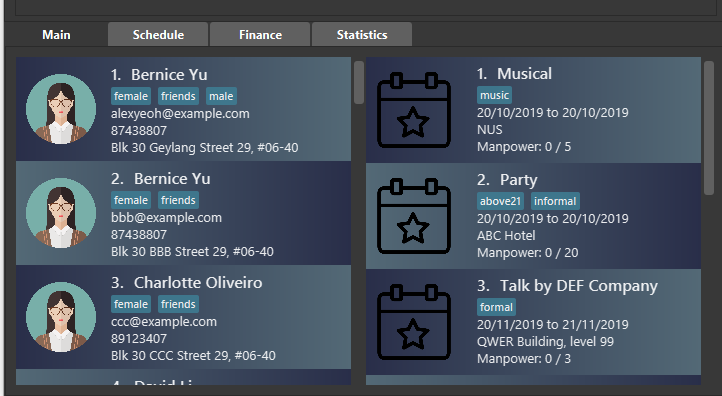 Main Schedule Finance Statistics
1. Bernice Yu
female friends male
alexyeoh@example.com
87438807
Blk 30 Geylang Street 29, #06-40
2. Bernice Yu
female friends
bbb@example.com
87438807
Blk 30 BBB Street 29, #06-40
3. Charlotte Oliveiro
female friends
ccc@example.com
89123407
Blk 30 CCC Street 29, #06-40
4. David Li
1. Musical
music
20/10/2019 to 20/10/2019
NUS
Manpower: 0 / 5
2. Party
above21 informal
20/10/2019 to 20/10/2019
ABC Hotel
Manpower: 0 / 20
3. Talk by DEF Company
formal
20/11/2019 to 21/11/2019
QWER Building, level 99
Manpower: 0 / 3